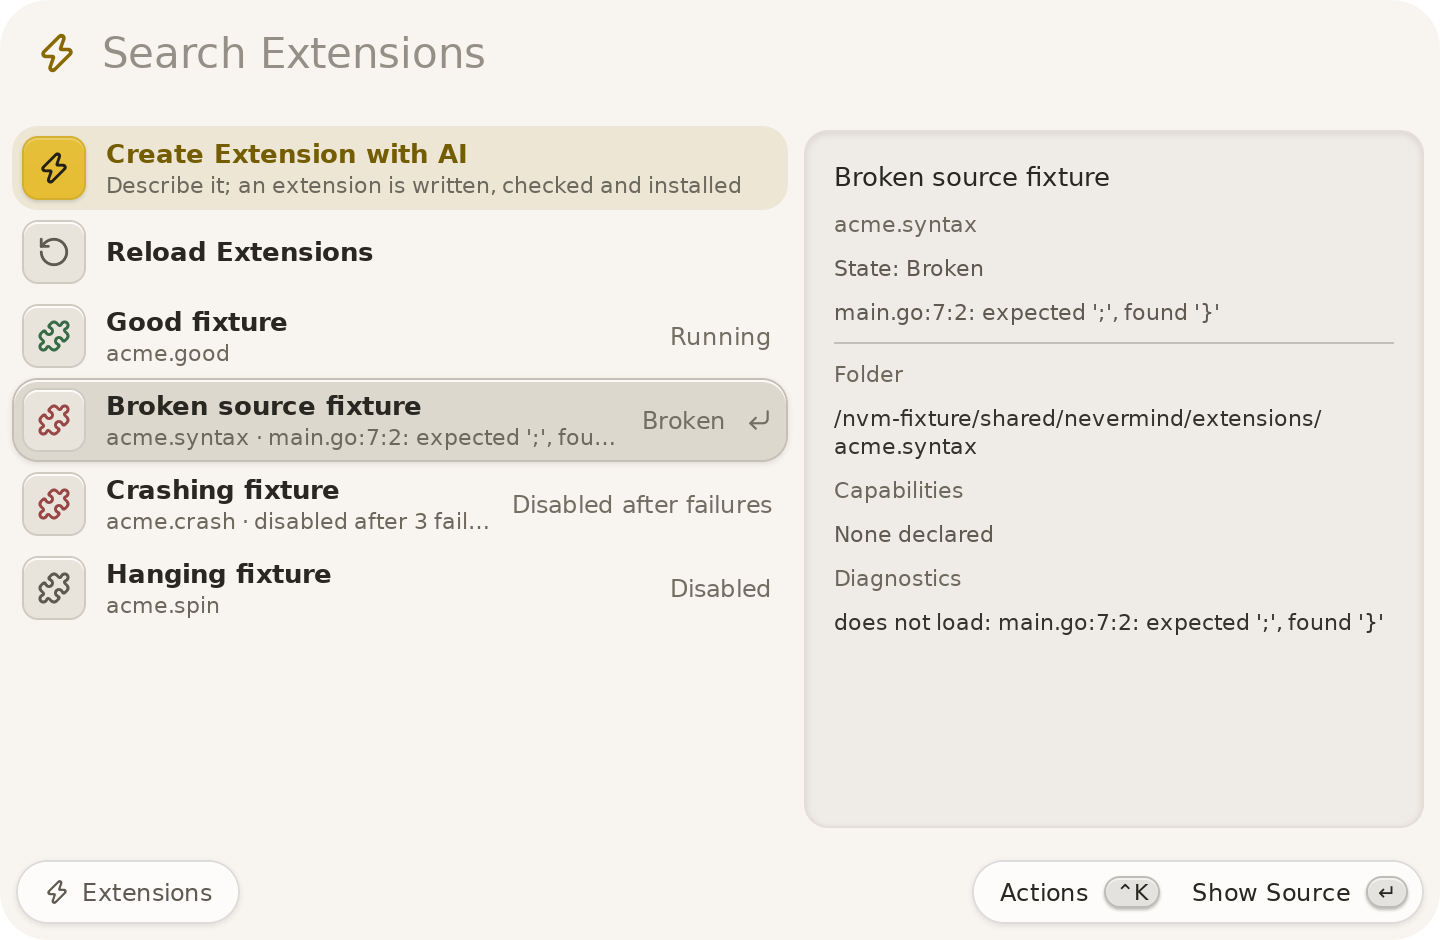 Search Extensions
Create Extension with AI
Describe it; an extension is written, checked and installed
Reload Extensions
Good fixture
acme.good
Running
Broken source fixture
acme.syntax · main.go:7:2: expected ';', fou…
Broken
Crashing fixture
acme.crash · disabled after 3 fail…
Disabled after failures
Hanging fixture
acme.spin
Disabled
Broken source fixture
acme.syntax
State: Broken
main.go:7:2: expected ';', found '}'
Folder
/nvm-fixture/shared/nevermind/extensions/
acme.syntax
Capabilities
None declared
Diagnostics
does not load: main.go:7:2: expected ';', found '}'
Extensions
Actions ^K Show Source ↵